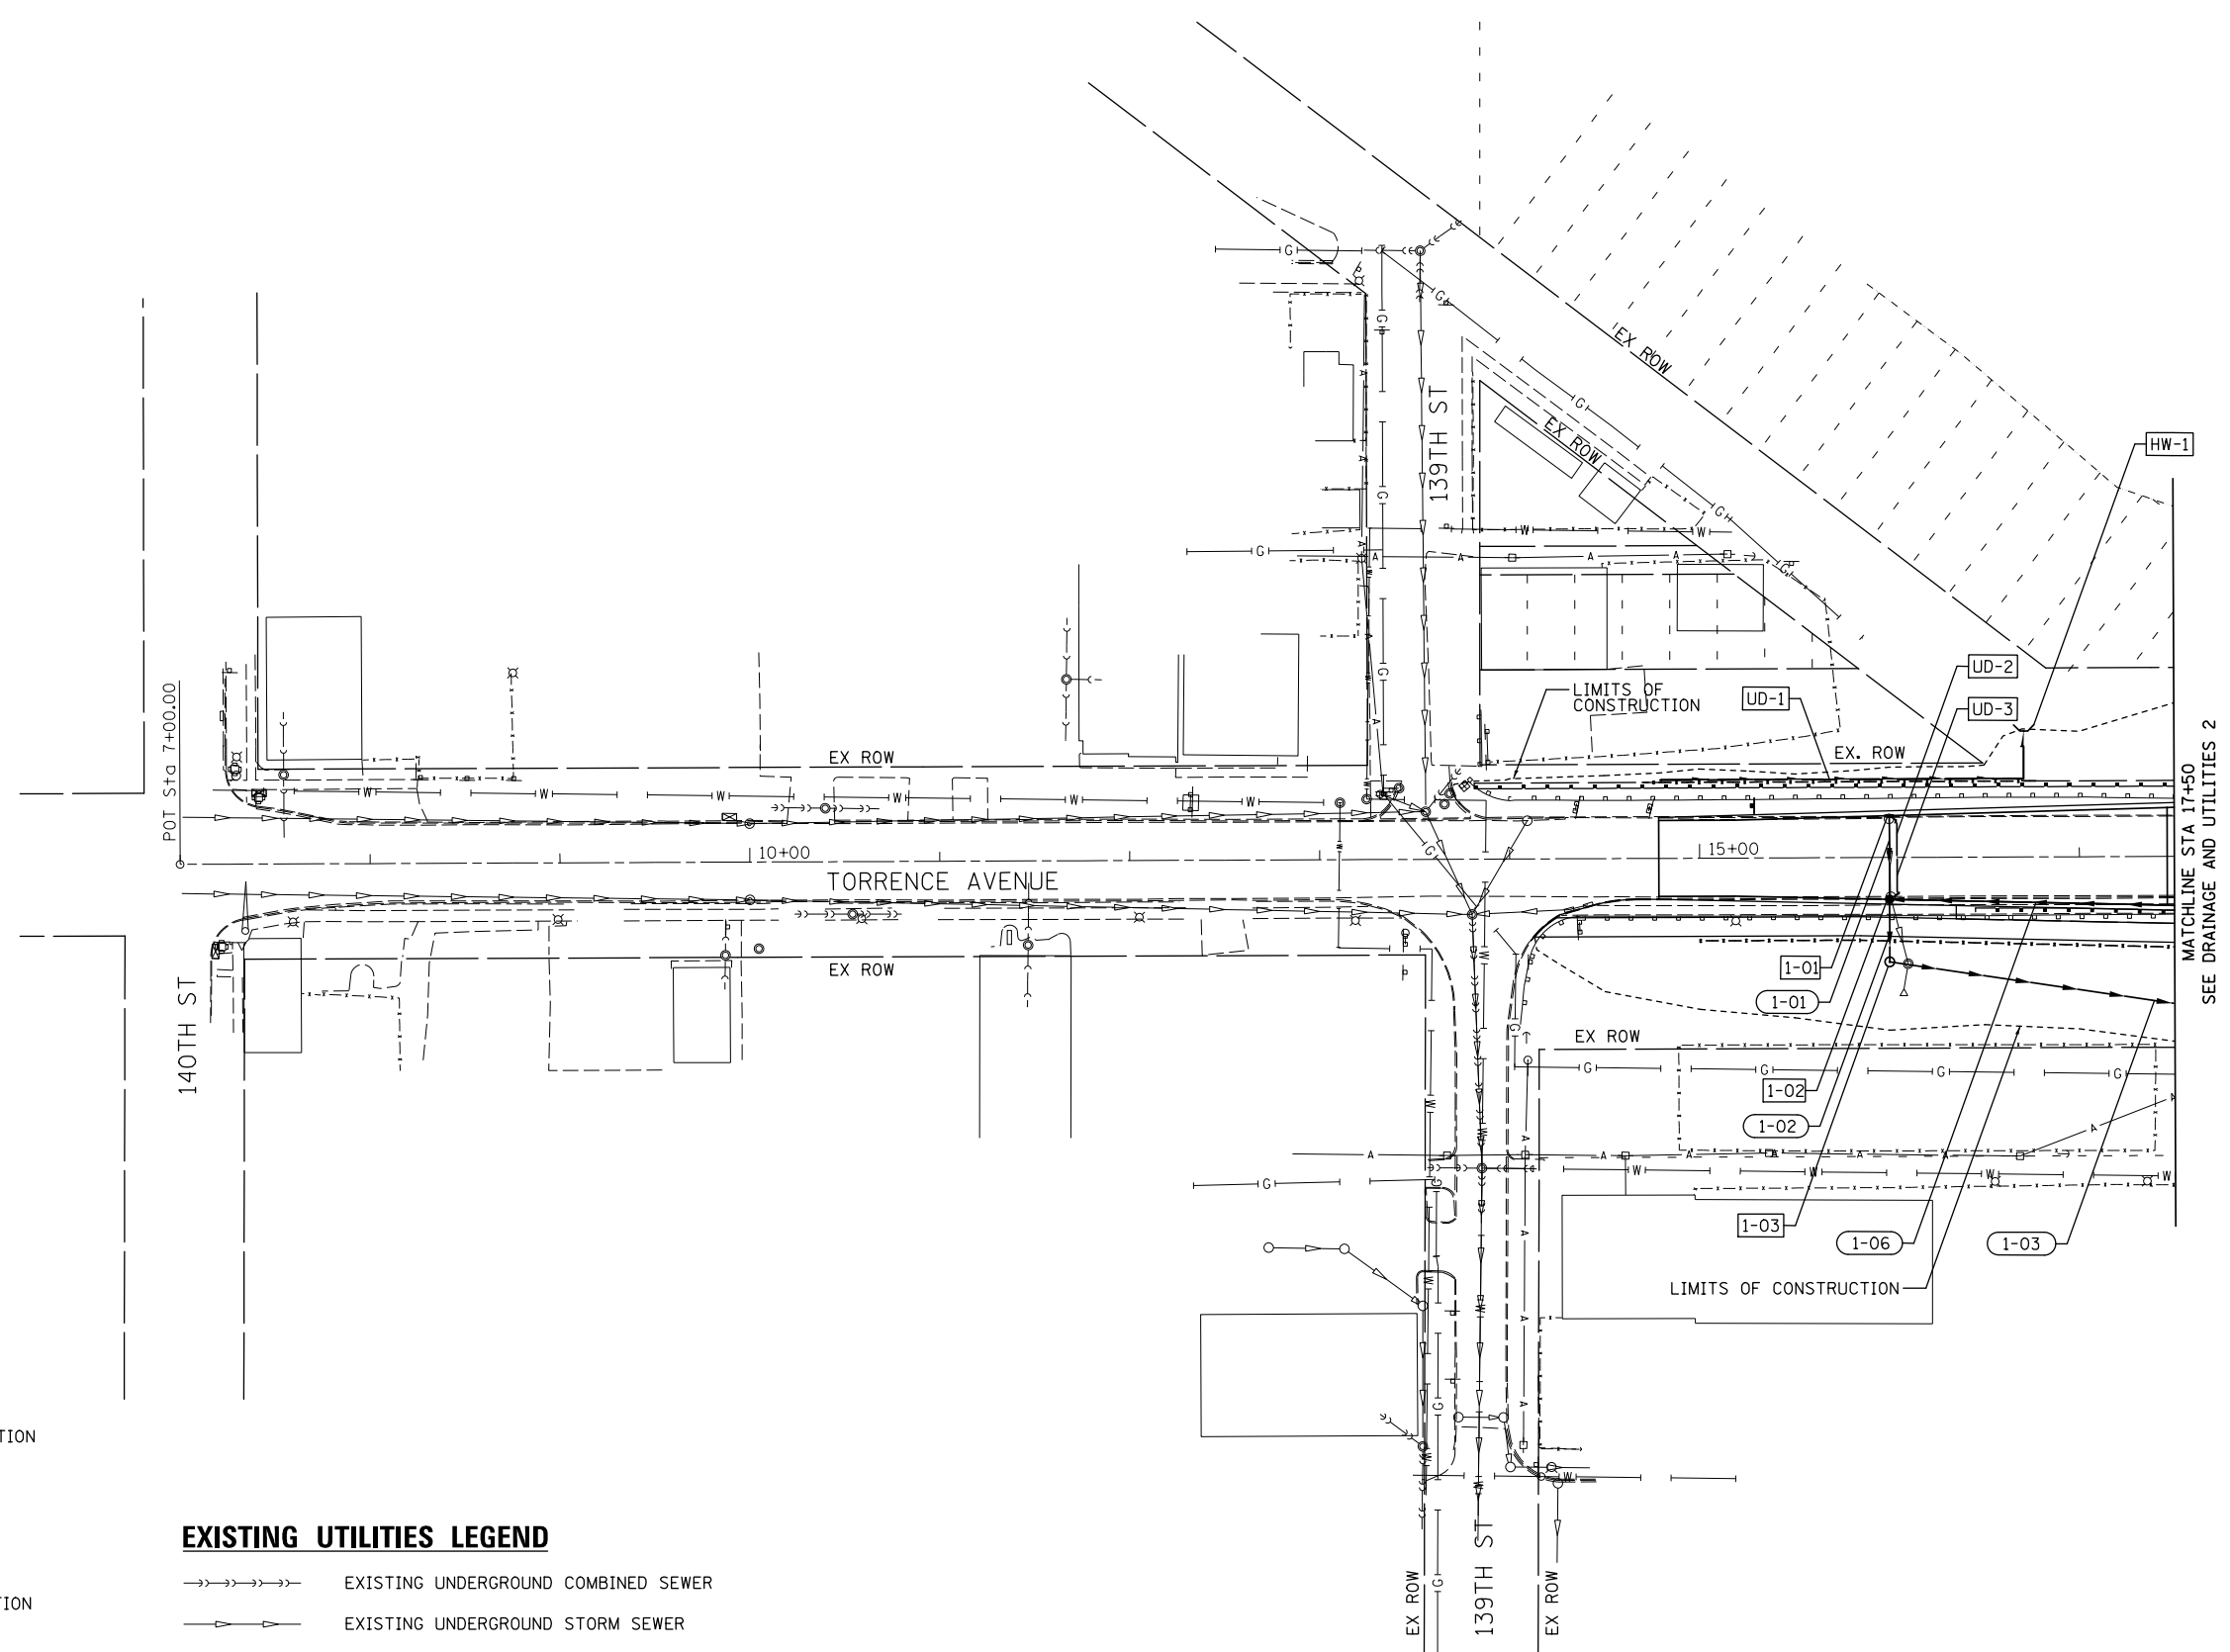 EX ROW
139TH ST
EX ROW
HW-1
UD-2
LIMITS OF
CONSTRUCTION
UD-1
UD-3
POT Sta 7+00.00
EX ROW
EX. ROW
MATCHLINE STA 17+50
SEE DRAINAGE AND UTILITIES 2
10+00
15+00
TORRENCE AVENUE
EX ROW
1-01
1-01
140TH ST
EX ROW
1-02
1-02
1-03
1-06
1-03
LIMITS OF CONSTRUCTION
TION
EXISTING UTILITIES LEGEND
EXISTING UNDERGROUND COMBINED SEWER
TION
EXISTING UNDERGROUND STORM SEWER
EX ROW
139TH ST
EX ROW
G
G
G
G
G
G
G
G
W
W
A
A
A
A
W
W
W
W
W
W
G
G
G
G
A
A
A
A
W
W
W
W
G
W